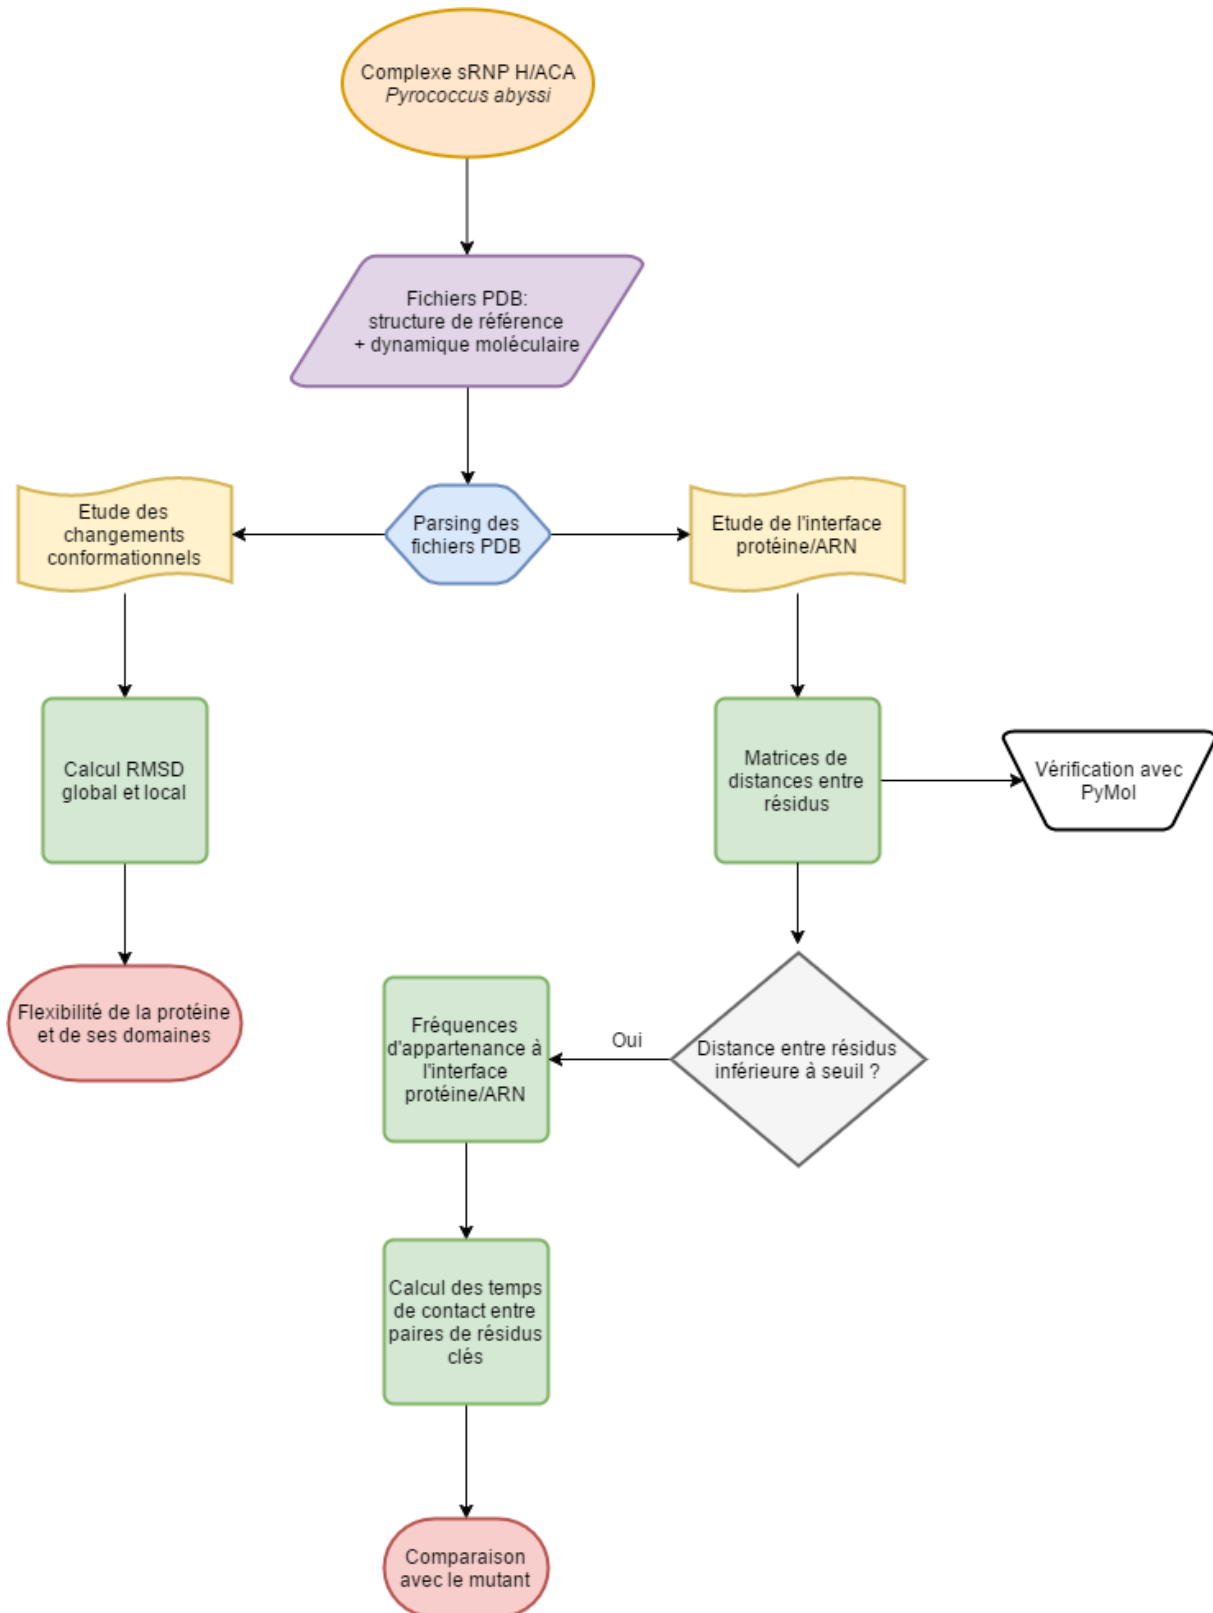 Complexe sRNP H/ACA
Pyrococcus abyssi
Fichiers PDB:
structure de référence
+ dynamique moléculaire
Etude des
changements
conformationnels
Parsing des
fichiers PDB
Etude de l'interface
protéine/ARN
Calcul RMSD
global et local
Matrices de
distances entre
résidus
Vérification avec
PyMol
Flexibilité de la protéine
et de ses domaines
Fréquences
d'appartenance à
l'interface
protéine/ARN
Oui
Distance entre résidus
inférieure à seuil ?
Calcul des temps
de contact entre
paires de résidus
clés
Comparaison
avec le mutant